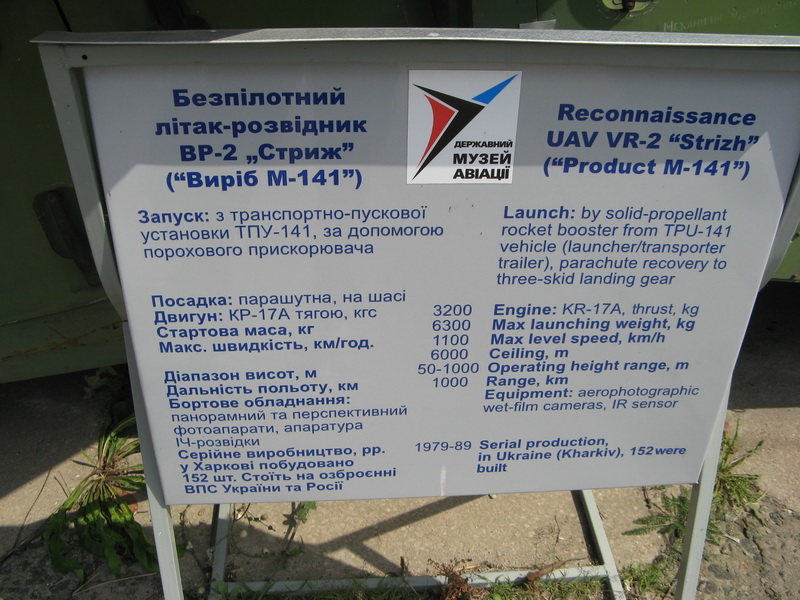 Безпілотний
літак-розвідник
ВР-2 „Стриж”
(“Виріб М-141”)
ДЕРЖАВНИЙ
МУЗЕЙ
АВІАЦІЇ
Reconnaissance
UAV VR-2 “Strizh”
(“Product M-141”)
Запуск: з транспортно-пускової
установки ТПУ-141, за допомогою
порохового прискорювача
Launch: by solid-propellant
rocket booster from TPU-141
vehicle (launcher/transporter
trailer), parachute recovery to
three-skid landing gear
Посадка: парашутна, на шасі
Двигун: КР-17А тягою, кгс 3200 Engine: KR-17A, thrust, kg
Стартова маса, кг 6300 Max launching weight, kg
Макс. швидкість, км/год. 1100 Max level speed, km/h
6000 Ceiling, m
Діапазон висот, м 50-1000 Operating height range, m
Дальність польоту, км 1000 Range, km
Бортове обладнання:
панорамний та перспективний
фотоапарати, апаратура
ІЧ-розвідки
Equipment: aerophotographic
wet-film cameras, IR sensor
Серійне виробництво, рр. 1979-89 Serial production,
у Харкові побудовано
152 шт. Стоїть на озброєнні
ВПС України та Росії
in Ukraine (Kharkiv), 152 were
built